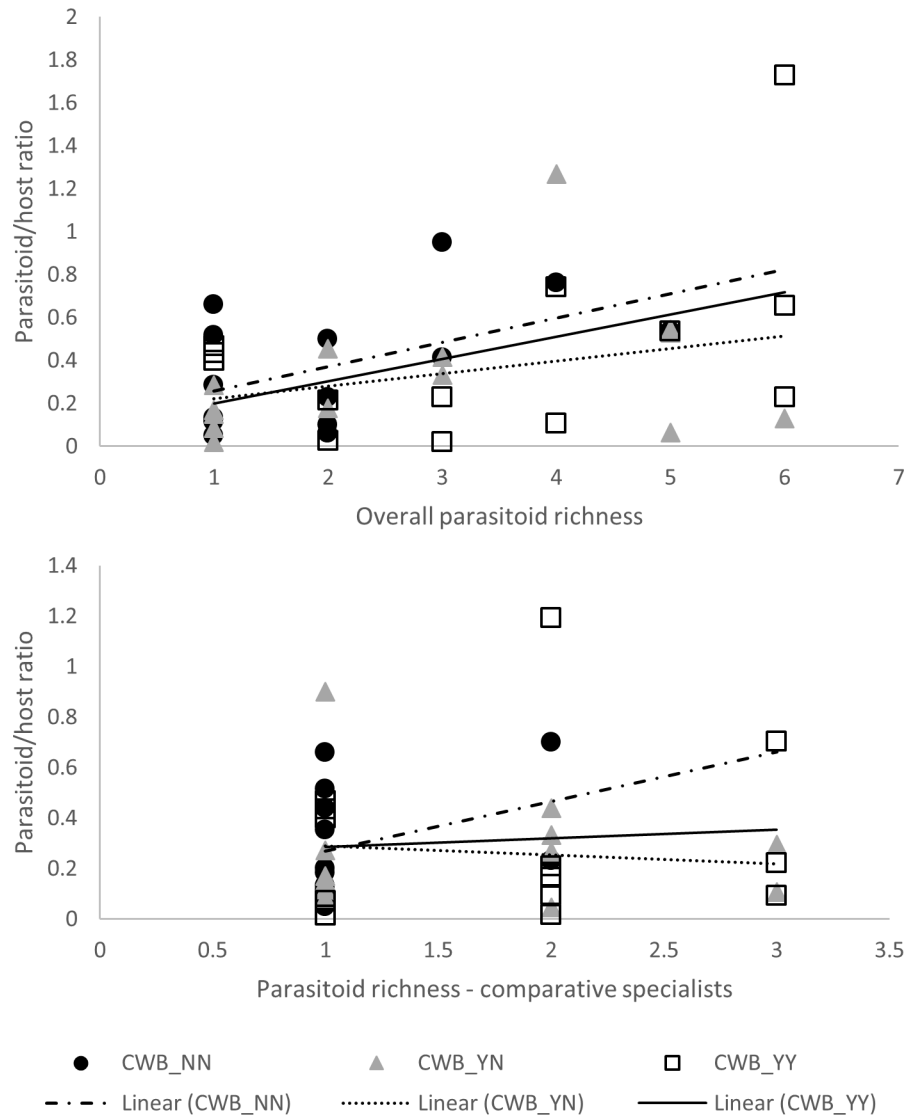 2
1.8
1.6
1.4
1.2
1
0.8
0.6
0.4
0.2
0
Parasitoid/host ratio
0 1 2 3 4 5 6 7
Overall parasitoid richness
1.4
1.2
1
0.8
0.6
0.4
0.2
0
Parasitoid/host ratio
0 0.5 1 1.5 2 2.5 3 3.5
Parasitoid richness - comparative specialists
CWB_NN CWB_YN CWB_YY
Linear (CWB_NN) Linear (CWB_YN) Linear (CWB_YY)